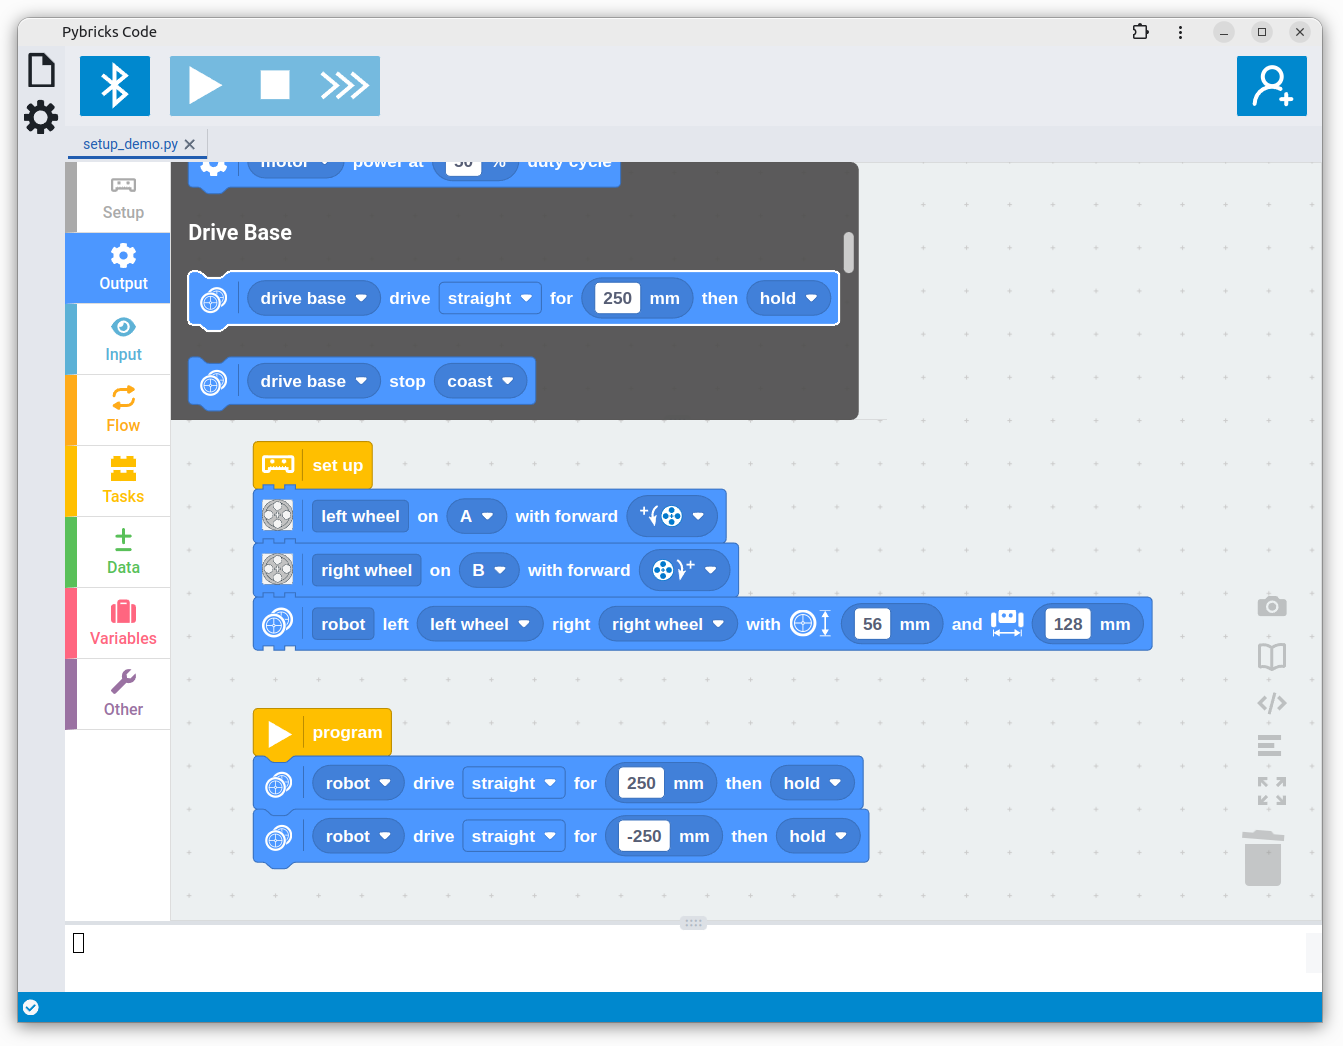 Pybricks Code
setup_demo.py
Setup
Output
Input
Flow
Tasks
Data
Variables
Other
motor power at 50 % duty cycle
Drive Base
drive base drive straight for 250 mm then hold
drive base stop coast
set up
left wheel on A with forward +
right wheel on B with forward +
robot left left wheel right right wheel with 56 mm and 128 mm
program
robot drive straight for 250 mm then hold
robot drive straight for -250 mm then hold